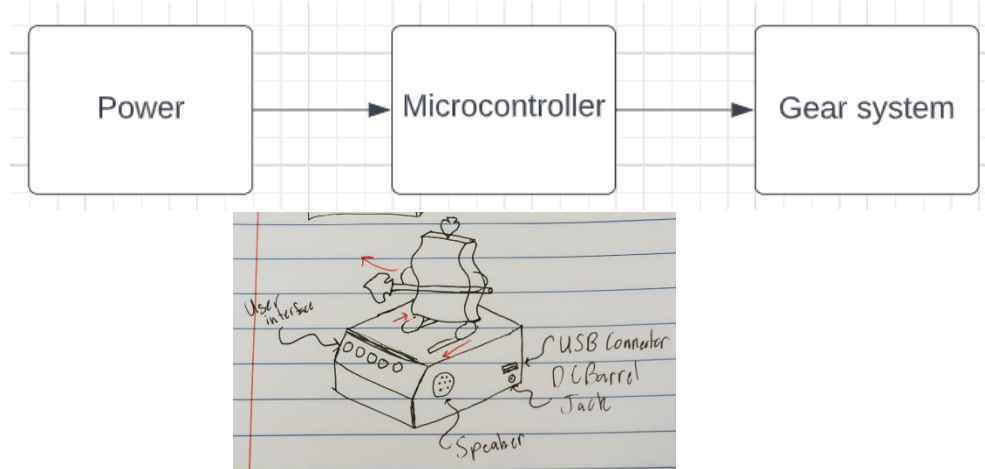 Power
Microcontroller
Gear system
User
interface
USB Connector
DC Barrel
Jack
Speaker